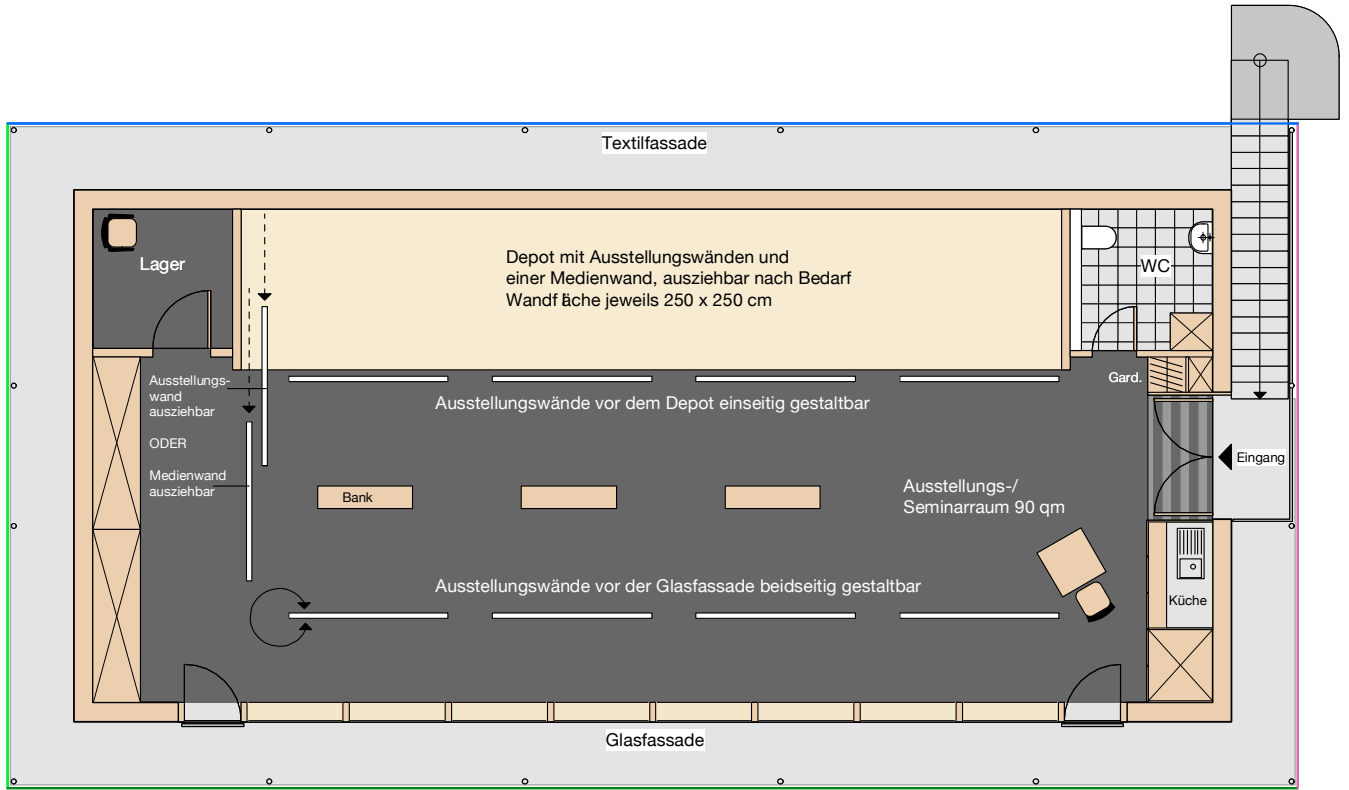 Textilfassade
Lager
Depot mit Ausstellungswänden und
einer Medienwand, ausziehbar nach Bedarf
Wandfläche jeweils 250 x 250 cm
WC
Ausstellungs-
wand
ausziehbar
ODER
Medienwand
ausziehbar
Gard.
Ausstellungswände vor dem Depot einseitig gestaltbar
Eingang
Bank
Ausstellungs-/
Seminarraum 90 qm
Ausstellungswände vor der Glasfassade beidseitig gestaltbar
Küche
Glasfassade